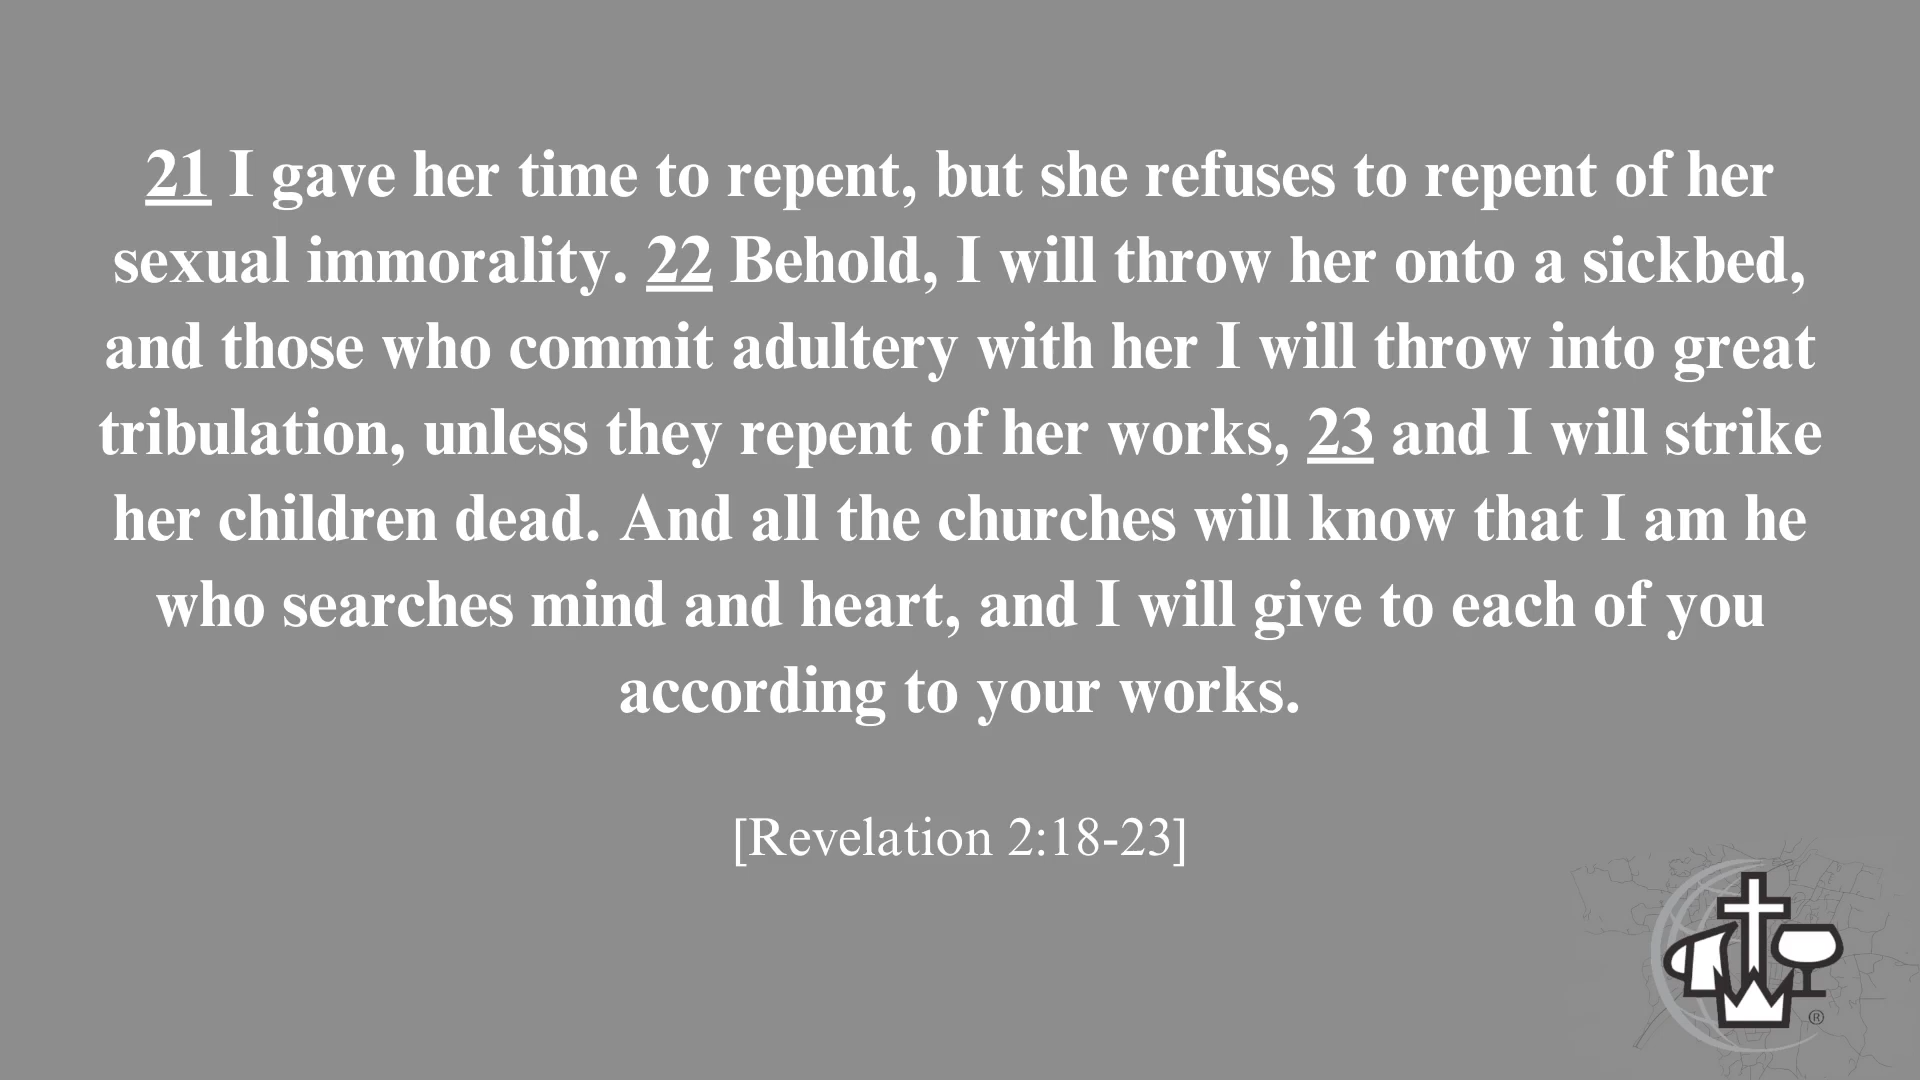 21 I gave her time to repent, but she refuses to repent of her
sexual immorality. 22 Behold, I will throw her onto a sickbed,
and those who commit adultery with her I will throw into great
tribulation, unless they repent of her works, 23 and I will strike
her children dead. And all the churches will know that I am he
who searches mind and heart, and I will give to each of you
according to your works.
[Revelation 2:18-23]
®